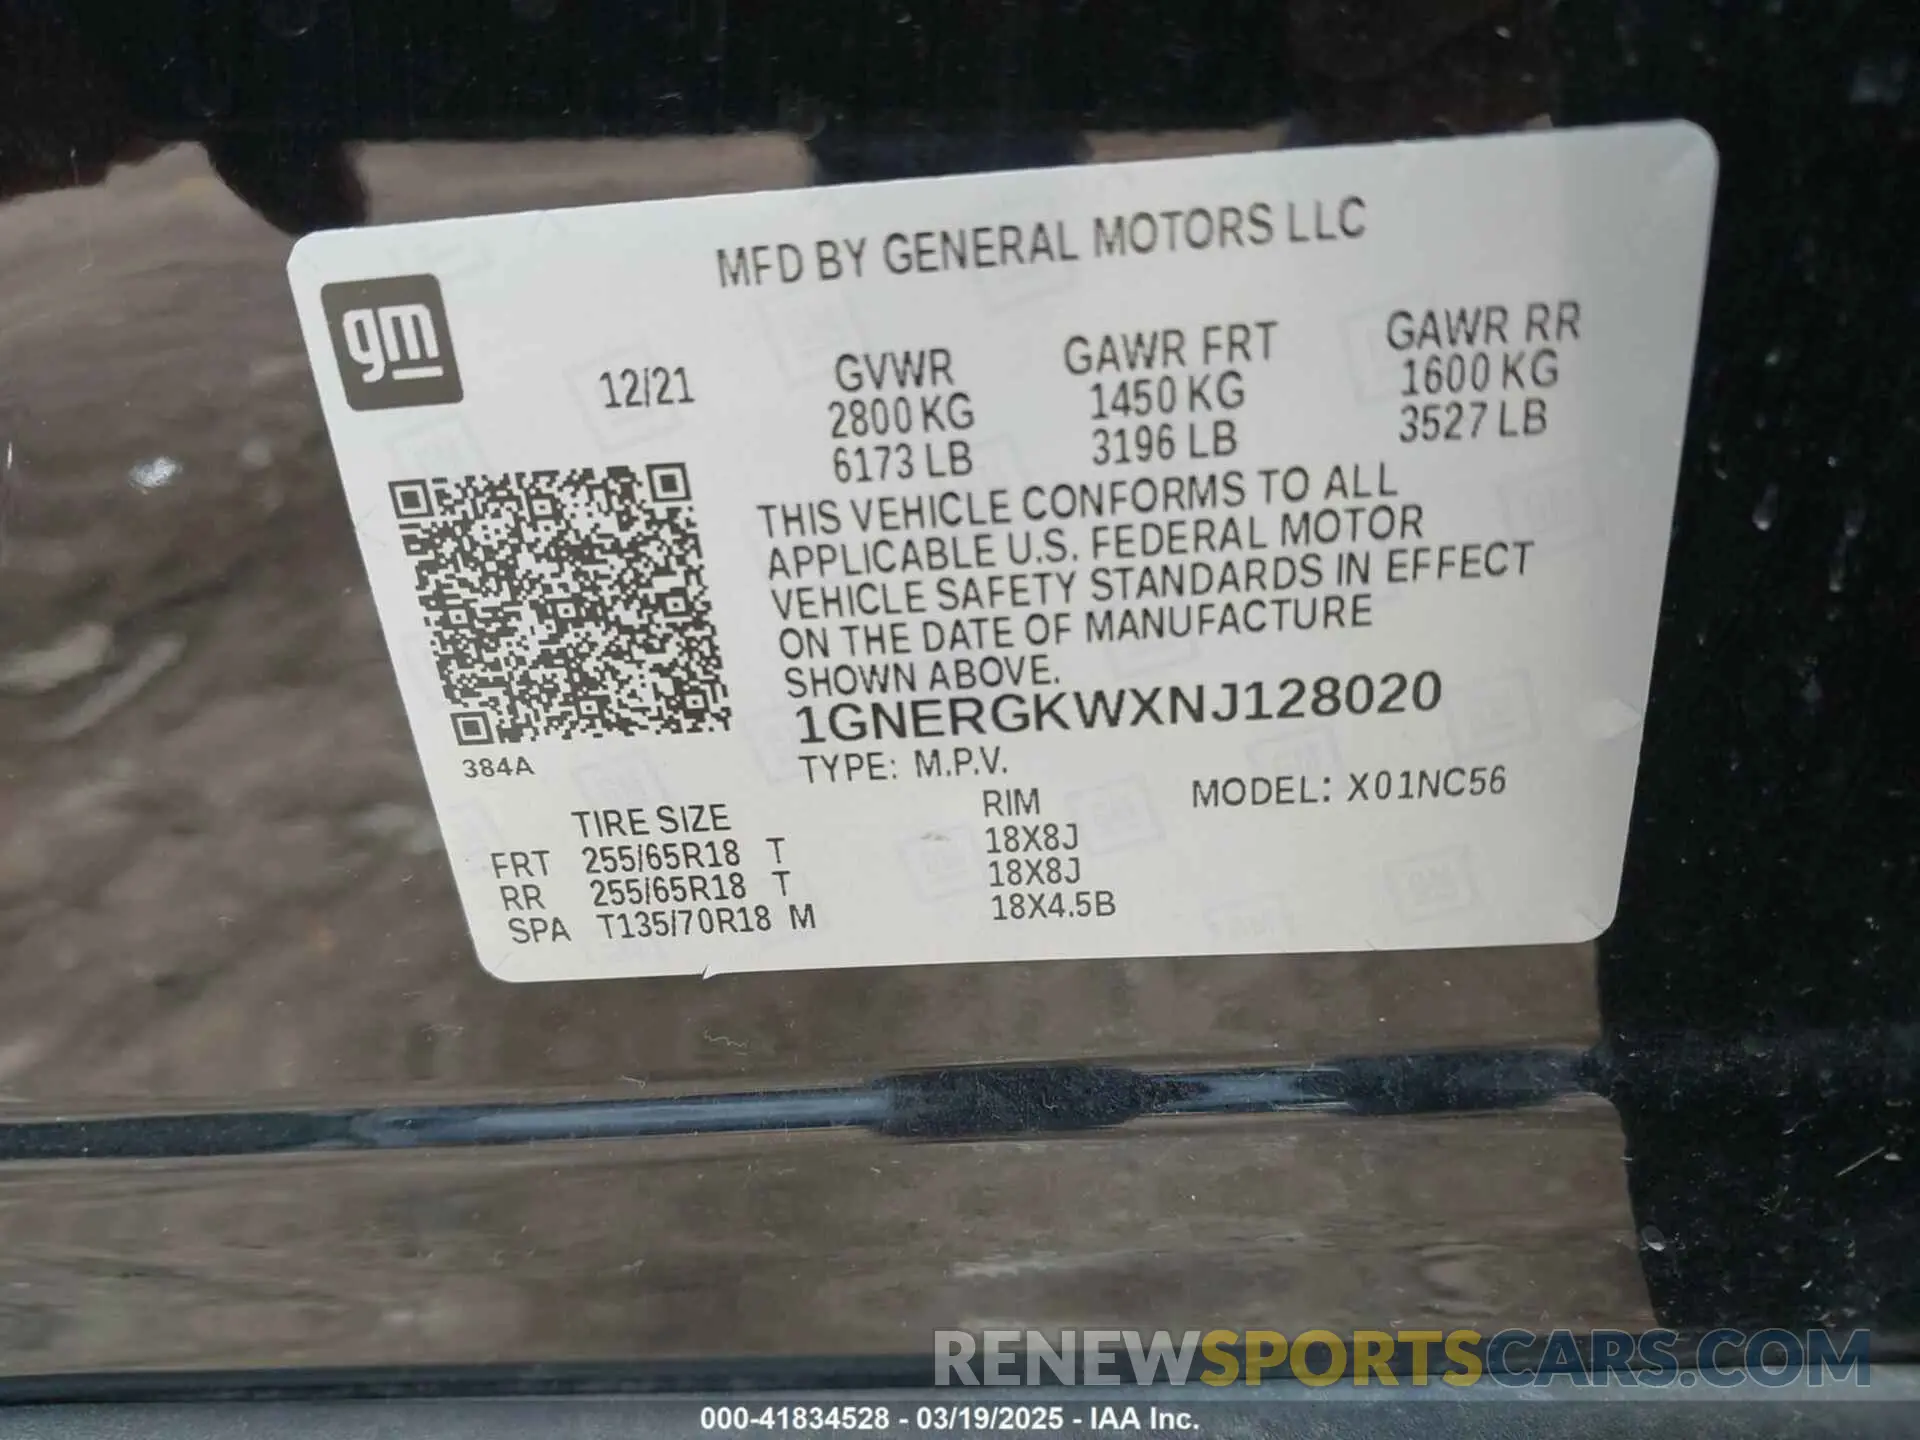 MFD BY GENERAL MOTORS LLC
gm
12/21
GVWR
2800 KG
6173 LB
GAWR FRT
1450 KG
3196 LB
GAWR RR
1600 KG
3527 LB
THIS VEHICLE CONFORMS TO ALL
APPLICABLE U.S. FEDERAL MOTOR
VEHICLE SAFETY STANDARDS IN EFFECT
ON THE DATE OF MANUFACTURE
SHOWN ABOVE.
1GNERGKWXNJ128020
384A
TYPE: M.P.V.
MODEL: X01NC56
TIRE SIZE RIM
FRT 255/65R18 T 18X8J
RR 255/65R18 T 18X8J
SPA T135/70R18 M 18X4.5B
RENEWSPORTSCARS.COM
000-41834528 - 03/19/2025 - IAA Inc.